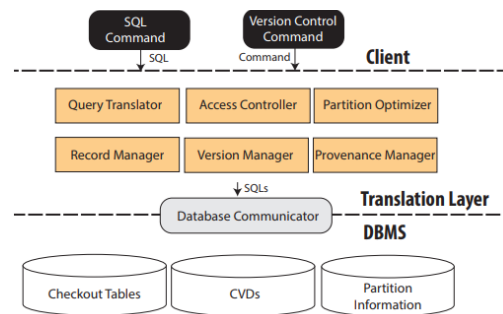 SQL
Command
Version Control
Command
SQL
Command
Client
Query Translator
Access Controller
Partition Optimizer
Record Manager
Version Manager
Provenance Manager
SQLs
Translation Layer
Database Communicator
DBMS
Checkout Tables
CVDs
Partition
Information